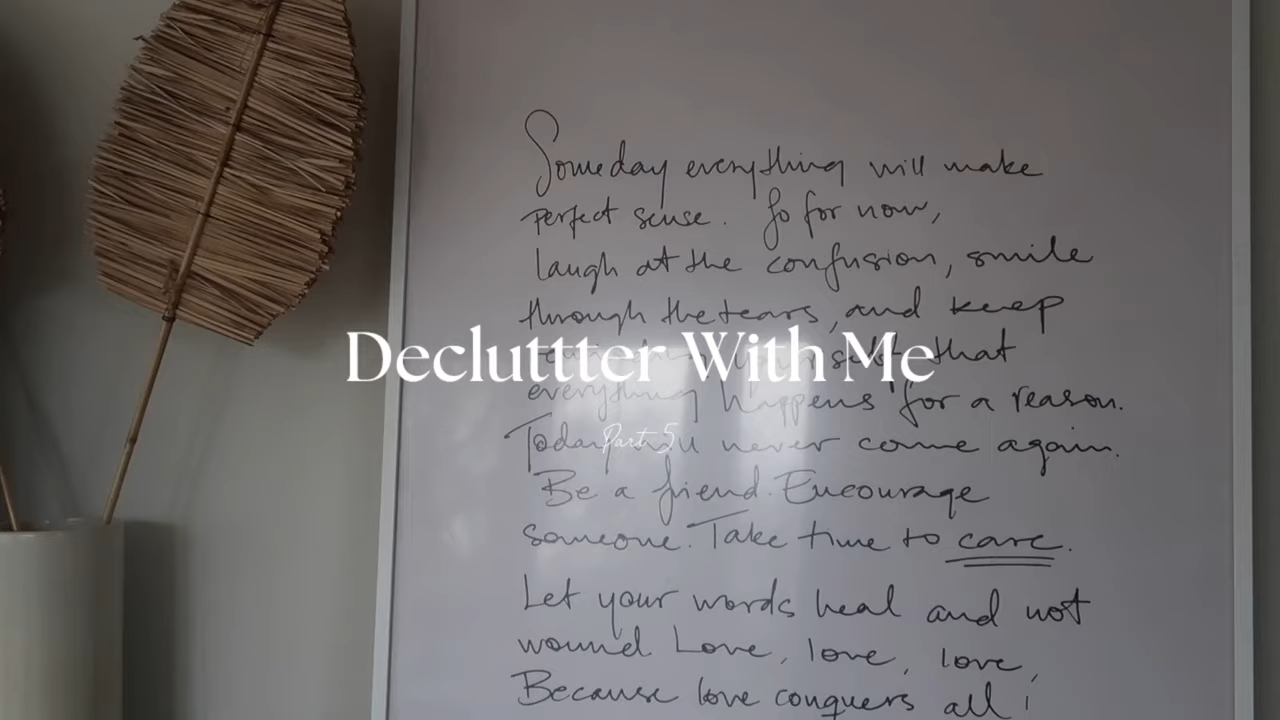 Someday everything will make
perfect sense. So for now,
laugh at the confusion, smile
through the tears, and keep
Decluttter With Me
yourself that
everything happens for a reason.
Part 5
Today will never come again.
Be a friend. Encourage
someone. Take time to care.
Let your words heal and not
wound. Love, love, love,
Because love conquers all!